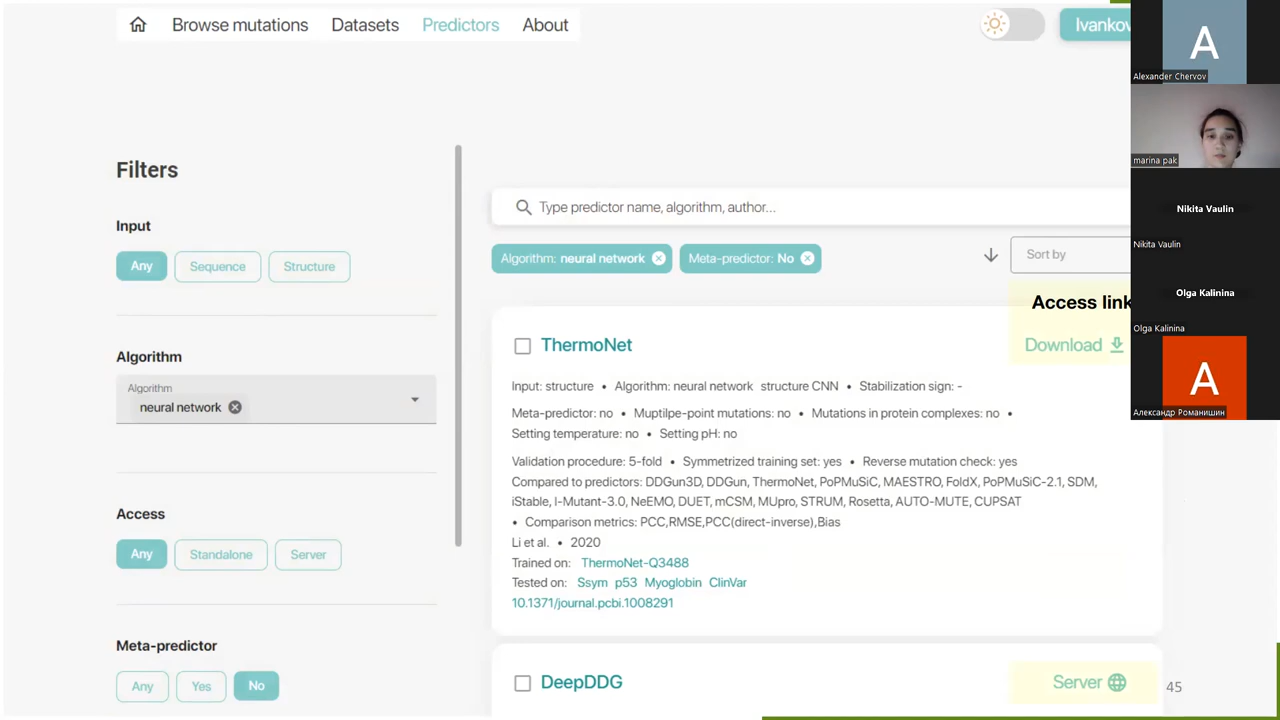 Browse mutations Datasets Predictors About
Ivankov
Filters
Input
Any Sequence Structure
Algorithm
Algorithm
neural network
Access
Any Standalone Server
Meta-predictor
Any Yes No
Type predictor name, algorithm, author...
Algorithm: neural network Meta-predictor: No
Sort by
Access link
ThermoNet
Download
Input: structure • Algorithm: neural network structure CNN • Stabilization sign: -
Meta-predictor: no • Muptilpe-point mutations: no • Mutations in protein complexes: no •
Setting temperature: no • Setting pH: no
Validation procedure: 5-fold • Symmetrized training set: yes • Reverse mutation check: yes
Compared to predictors: DDGun3D, DDGun, ThermoNet, PoPMuSiC, MAESTRO, FoldX, PoPMuSiC-2.1, SDM,
iStable, I-Mutant-3.0, NeEMO, DUET, mCSM, MUpro, STRUM, Rosetta, AUTO-MUTE, CUPSAT
• Comparison metrics: PCC,RMSE,PCC(direct-inverse),Bias
Li et al. • 2020
Trained on: ThermoNet-Q3488
Tested on: Ssym p53 Myoglobin ClinVar
10.1371/journal.pcbi.1008291
DeepDDG
Server
45
A
Alexander Chervov
marina pak
Nikita Vaulin
Nikita Vaulin
Olga Kalinina
Olga Kalinina
A
Александр Романишин